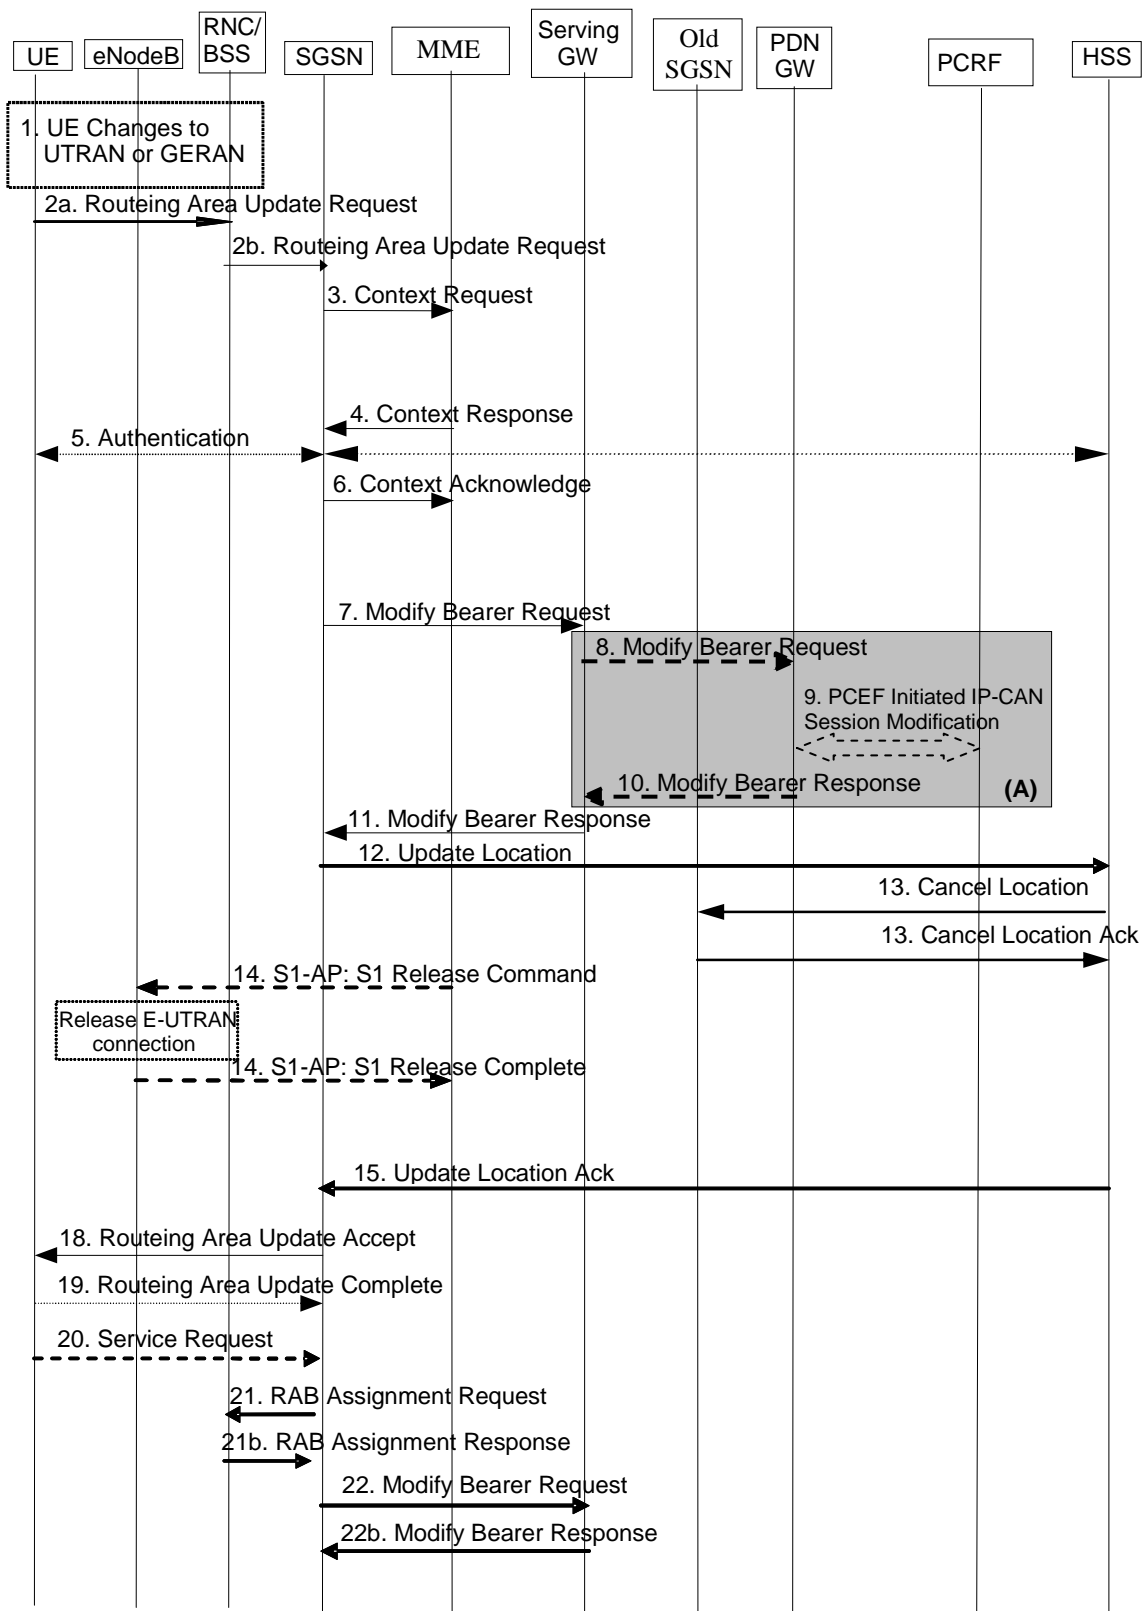 UE
eNodeB
RNC/
BSS
SGSN
MME
Serving
GW
Old
SGSN
PDN
GW
PCRF
HSS
1. UE Changes to
UTRAN or GERAN
2a. Routeing Area Update Request
2b. Routeing Area Update Request
3. Context Request
4. Context Response
5. Authentication
6. Context Acknowledge
7. Modify Bearer Request
8. Modify Bearer Request
9. PCEF Initiated IP-CAN
Session Modification
10. Modify Bearer Response
(A)
11. Modify Bearer Response
12. Update Location
13. Cancel Location
13. Cancel Location Ack
14. S1-AP: S1 Release Command
Release E-UTRAN
connection
14. S1-AP: S1 Release Complete
15. Update Location Ack
18. Routeing Area Update Accept
19. Routeing Area Update Complete
20. Service Request
21. RAB Assignment Request
21b. RAB Assignment Response
22. Modify Bearer Request
22b. Modify Bearer Response